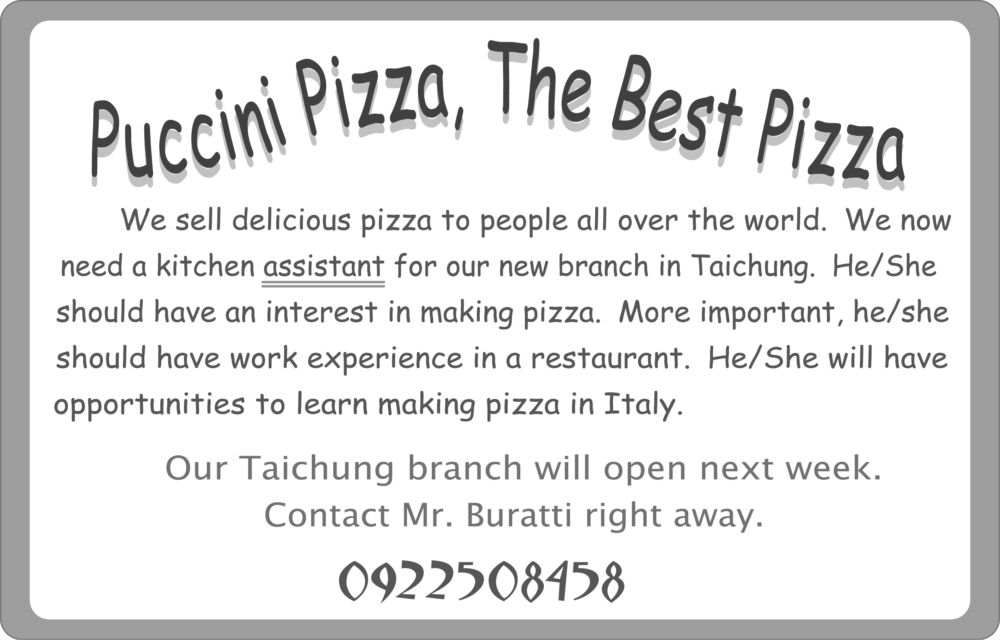 Puccini Pizza, The Best Pizza
We sell delicious pizza to people all over the world. We now
need a kitchen assistant for our new branch in Taichung. He/She
should have an interest in making pizza. More important, he/she
should have work experience in a restaurant. He/She will have
opportunities to learn making pizza in Italy.
Our Taichung branch will open next week.
Contact Mr. Buratti right away.
0922508458